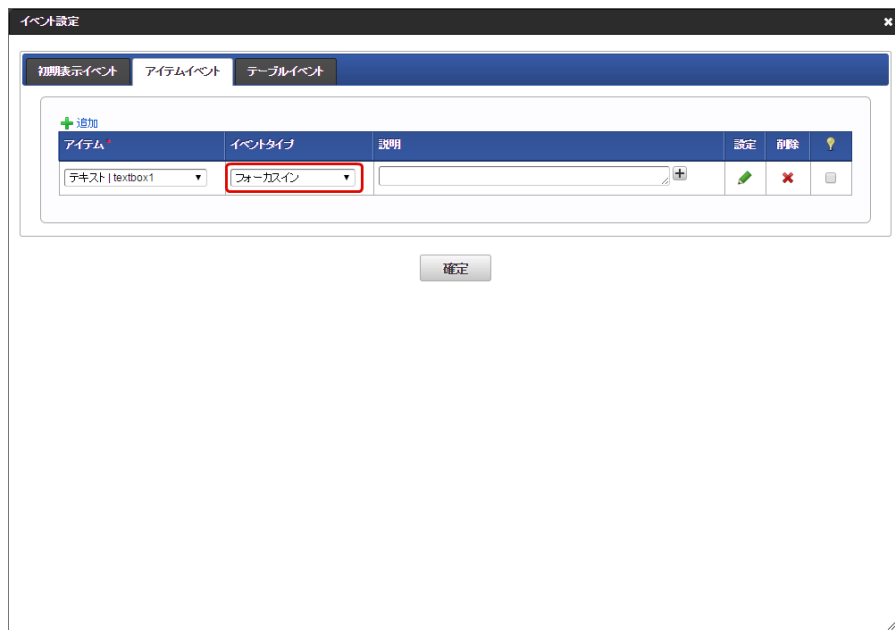 イベント設定
初期表示イベント アイテムイベント テーブルイベント
追加
アイテム* イベントタイプ 説明 設定 削除
テキスト | textbox1 フォーカスイン
確定